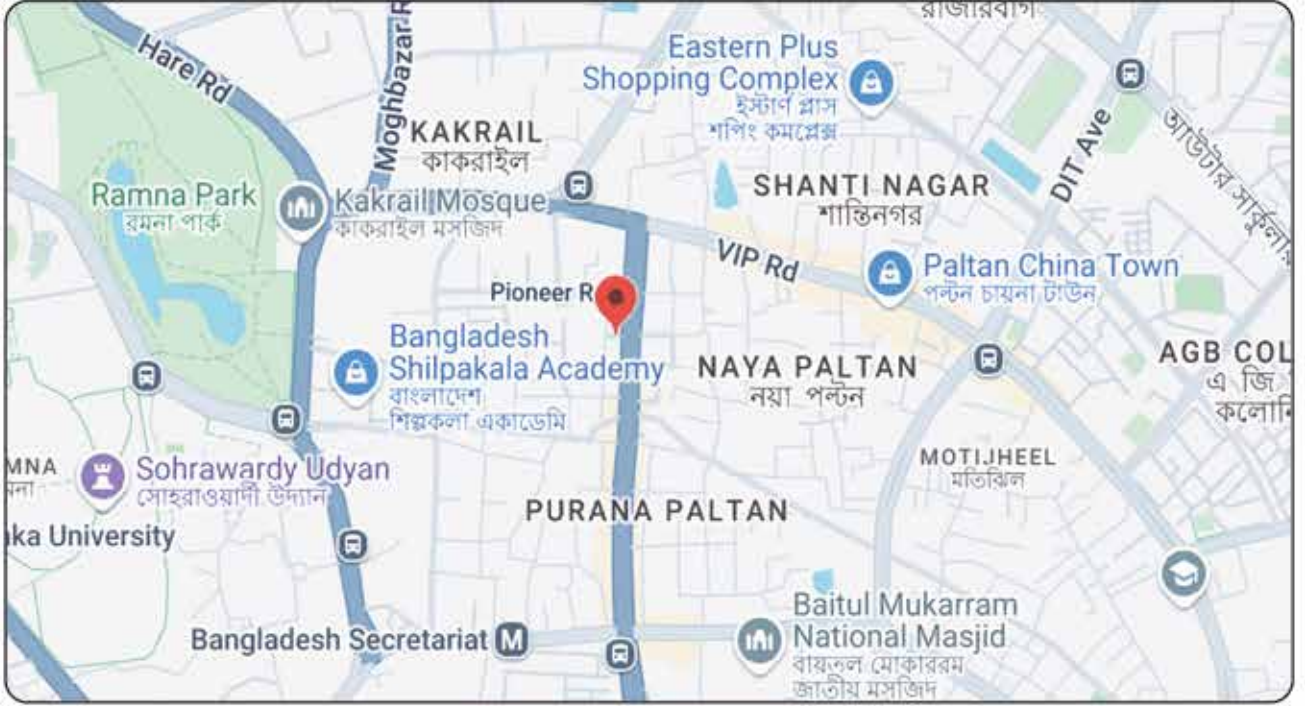 রাজারবাগ
Hare Rd
Moghbazar R
Eastern Plus
Shopping Complex
ইস্টার্ণ প্লাস
শপিং কমপ্লেক্স
KAKRAIL
কাকরাইল
DIT Ave
আউটার সার্কুলার
Ramna Park
রমনা পার্ক
Kakrail Mosque
কাকরাইল মসজিদ
SHANTI NAGAR
শান্তিনগর
VIP Rd
Paltan China Town
পল্টন চায়না টাউন
Pioneer R
Bangladesh
Shilpakala Academy
বাংলাদেশ
শিল্পকলা একাডেমি
NAYA PALTAN
নয়া পল্টন
AGB COL
এ জি
কলোনি
MNA
মনা
Sohrawardy Udyan
সোহরাওয়ার্দী উদ্যান
MOTIJHEEL
মতিঝিল
PURANA PALTAN
ka University
Bangladesh Secretariat M
Baitul Mukarram
National Masjid
বায়তুল মোকাররম
জাতীয় মসজিদ